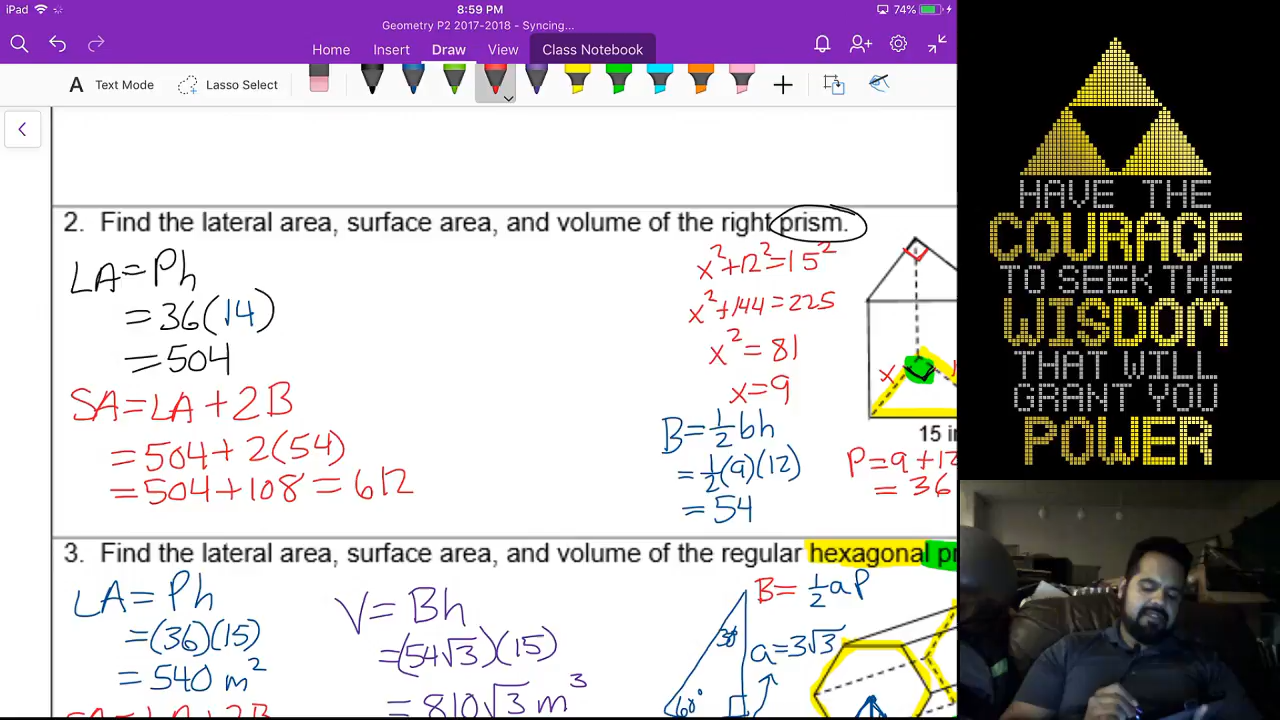 iPad 8:59 PM 74%
Geometry P2 2017-2018 - Syncing...
Home Insert Draw View Class Notebook
A Text Mode Lasso Select
2. Find the lateral area, surface area, and volume of the right prism.
LA=Ph
=36(14)
=504
SA=LA+2B
=504+2(54)
=504+108=612
x²+12²=15²
x²+144=225
x²=81
x=9
B=½bh
=½(9)(12)
=54
x
15 in
P=9+12
=36
3. Find the lateral area, surface area, and volume of the regular hexagonal
LA=Ph
=(36)(15)
=540 m²
SA=LA+2B
V=Bh
=(54√3)(15)
=810√3 m³
30°
60°
B=½aP
a=3√3
HAVE THE
COURAGE
TO SEEK THE
WISDOM
THAT WILL
GRANT YOU
POWER